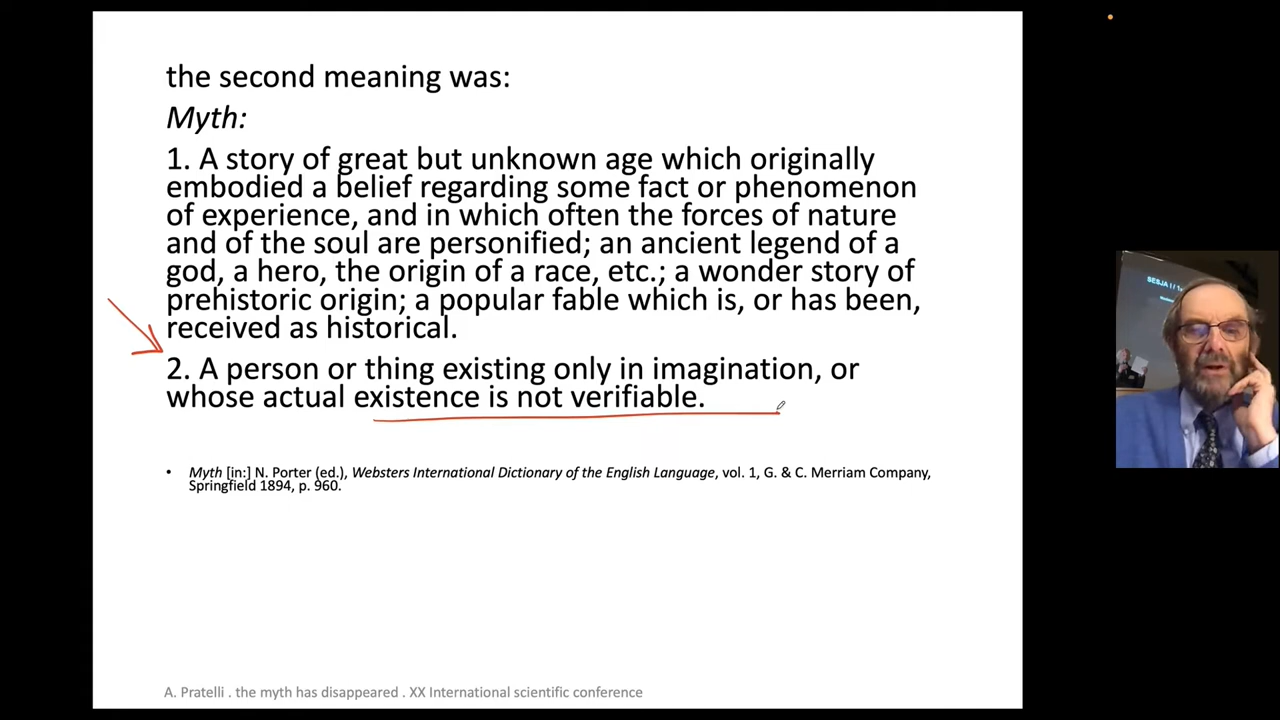 the second meaning was:
Myth:
1. A story of great but unknown age which originally
embodied a belief regarding some fact or phenomenon
of experience, and in which often the forces of nature
and of the soul are personified; an ancient legend of a
god, a hero, the origin of a race, etc.; a wonder story of
prehistoric origin; a popular fable which is, or has been,
received as historical.
2. A person or thing existing only in imagination, or
whose actual existence is not verifiable.
• Myth [in:] N. Porter (ed.), Websters International Dictionary of the English Language, vol. 1, G. & C. Merriam Company,
Springfield 1894, p. 960.
A. Pratelli . the myth has disappeared . XX International scientific conference
SESJA I / 1